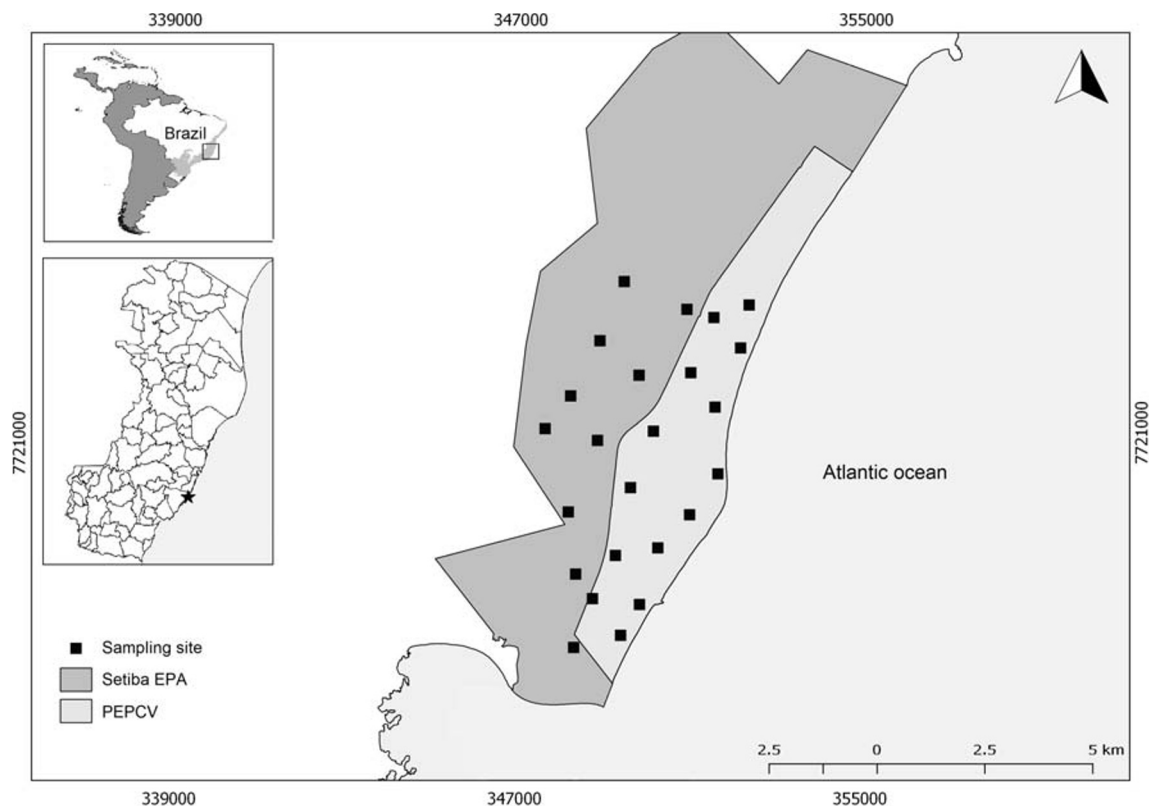 339000
347000
355000
Brazil
7721000
7721000
Atlantic ocean
Sampling site
Setiba EPA
PEPCV
2.5
0
2.5
5 km
339000
347000
355000